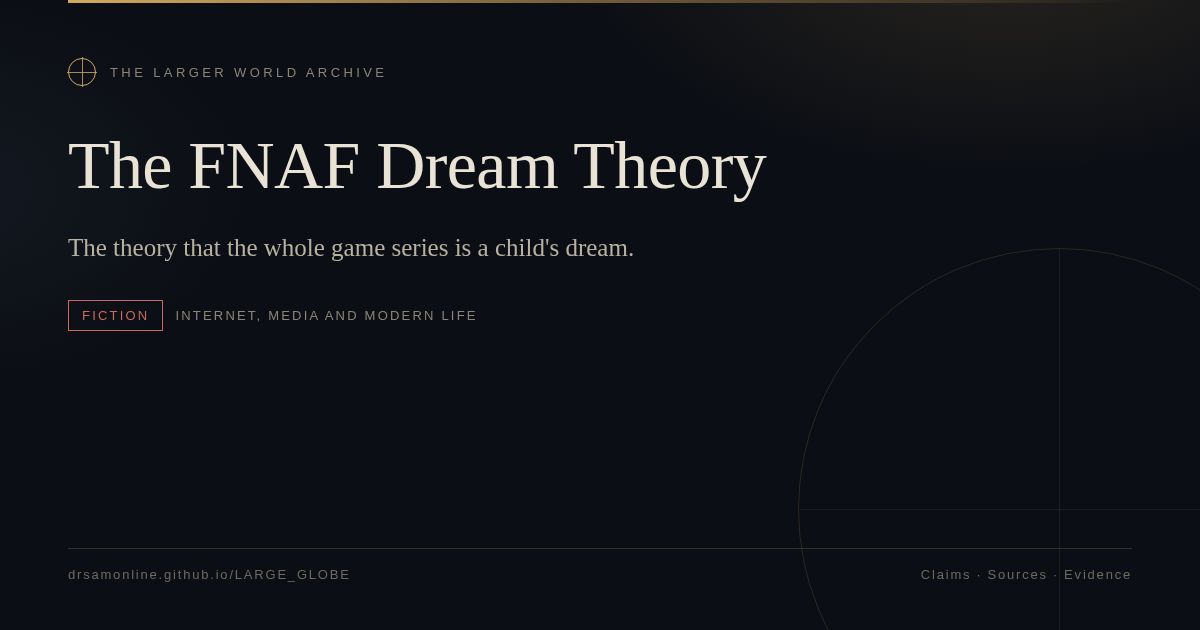 THE LARGER WORLD ARCHIVE
The FNAF Dream Theory
The theory that the whole game series is a child's dream.
FICTION INTERNET, MEDIA AND MODERN LIFE
drsamonline.github.io/LARGE_GLOBE Claims · Sources · Evidence